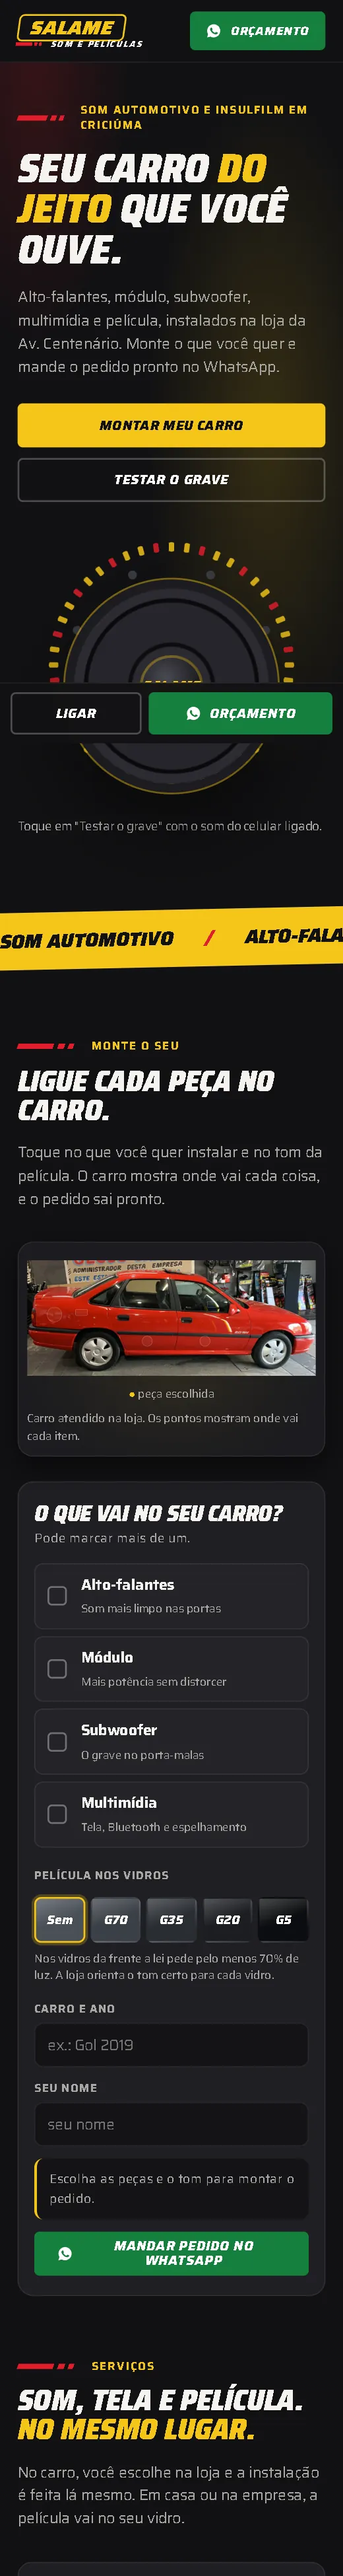 SALAME
SOM E PELÍCULAS
ORÇAMENTO
SOM AUTOMOTIVO E INSULFILM EM
CRICIÚMA
SEU CARRO DO
JEITO QUE VOCÊ
OUVE.
Alto-falantes, módulo, subwoofer,
multimídia e película, instalados na loja da
Av. Centenário. Monte o que você quer e
mande o pedido pronto no WhatsApp.
MONTAR MEU CARRO
TESTAR O GRAVE
LIGAR
ORÇAMENTO
Toque em "Testar o grave" com o som do celular ligado.
SOM AUTOMOTIVO / ALTO-FALA
MONTE O SEU
LIGUE CADA PEÇA NO
CARRO.
Toque no que você quer instalar e no tom da
película. O carro mostra onde vai cada coisa,
e o pedido sai pronto.
ADMINISTRADOR DESTA EMPRESA
peça escolhida
Carro atendido na loja. Os pontos mostram onde vai
cada item.
O QUE VAI NO SEU CARRO?
Pode marcar mais de um.
Alto-falantes
Som mais limpo nas portas
Módulo
Mais potência sem distorcer
Subwoofer
O grave no porta-malas
Multimídia
Tela, Bluetooth e espelhamento
PELÍCULA NOS VIDROS
Sem G70 G35 G20 G5
Nos vidros da frente a lei pede pelo menos 70% de
luz. A loja orienta o tom certo para cada vidro.
CARRO E ANO
ex.: Gol 2019
SEU NOME
seu nome
Escolha as peças e o tom para montar o
pedido.
MANDAR PEDIDO NO
WHATSAPP
SERVIÇOS
SOM, TELA E PELÍCULA.
NO MESMO LUGAR.
No carro, você escolhe na loja e a instalação
é feita lá mesmo. Em casa ou na empresa, a
película vai no seu vidro.